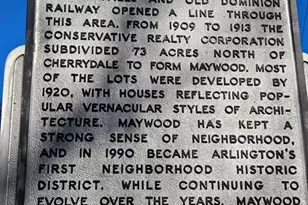 AND OLD DOMINION
RAILWAY OPENED A LINE THROUGH
THIS AREA. FROM 1909 TO 1913 THE
CONSERVATIVE REALTY CORPORATION
SUBDIVIDED 73 ACRES NORTH OF
CHERRYDALE TO FORM MAYWOOD. MOST
OF THE LOTS WERE DEVELOPED BY
1920, WITH HOUSES REFLECTING POP-
ULAR VERNACULAR STYLES OF ARCHI-
TECTURE. MAYWOOD HAS KEPT A
STRONG SENSE OF NEIGHBORHOOD,
AND IN 1990 BECAME ARLINGTON'S
FIRST NEIGHBORHOOD HISTORIC
DISTRICT. WHILE CONTINUING TO
EVOLVE OVER THE YEARS, MAYWOOD